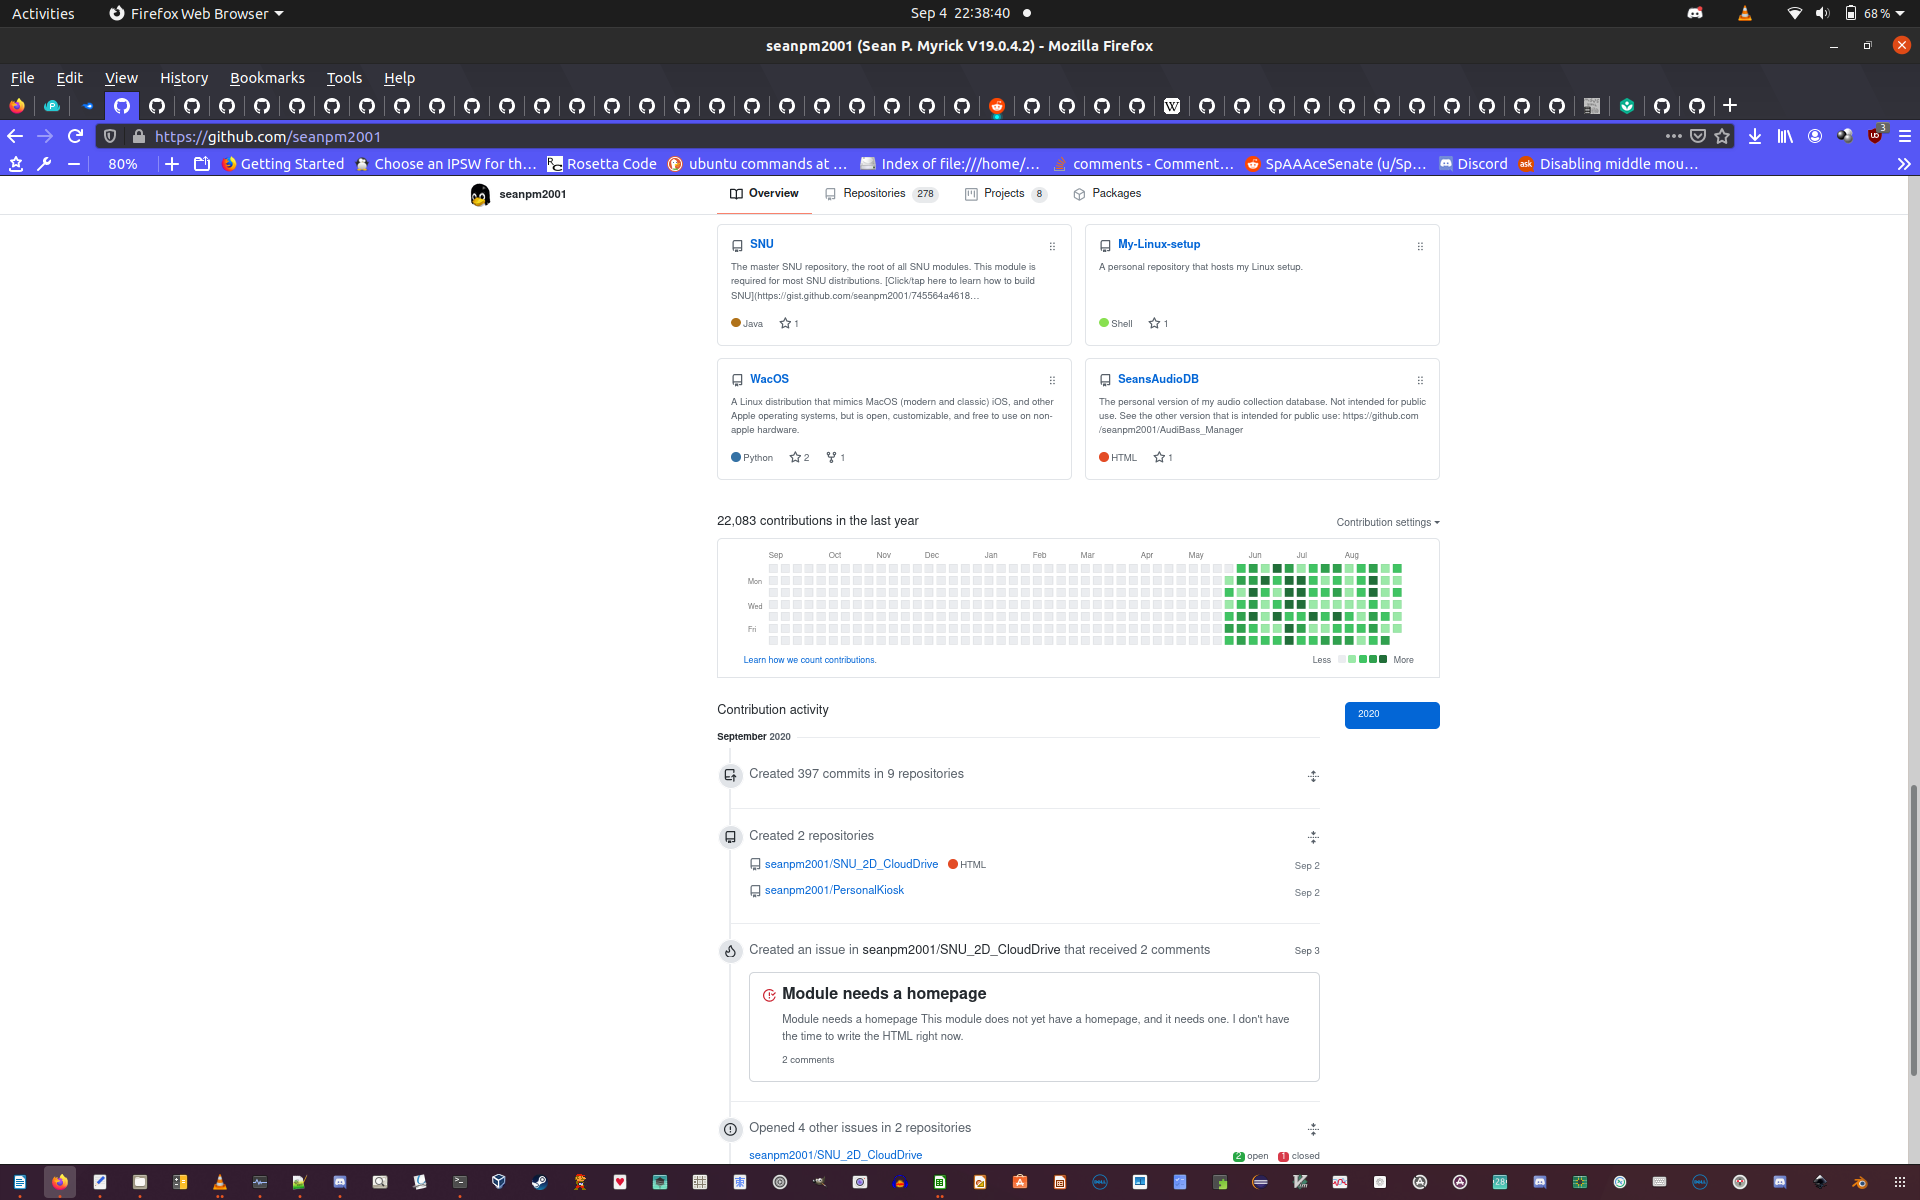 Activities
Firefox Web Browser
Sep 4 22:38:40
68 %
seanpm2001 (Sean P. Myrick V19.0.4.2) - Mozilla Firefox
File Edit View History Bookmarks Tools Help
https://github.com/seanpm2001
3
80%
Getting Started
Choose an IPSW for th…
Rosetta Code
ubuntu commands at …
Index of file:///home/…
comments - Comment…
SpAAAceSenate (u/Sp…
Discord
Disabling middle mou…
seanpm2001
Overview
Repositories 278
Projects 8
Packages
SNU
The master SNU repository, the root of all SNU modules. This module is
required for most SNU distributions. [Click/tap here to learn how to build
SNU](https://gist.github.com/seanpm2001/745564a4618…
Java 1
My-Linux-setup
A personal repository that hosts my Linux setup.
Shell 1
WacOS
A Linux distribution that mimics MacOS (modern and classic) iOS, and other
Apple operating systems, but is open, customizable, and free to use on non-
apple hardware.
Python 2 1
SeansAudioDB
The personal version of my audio collection database. Not intended for public
use. See the other version that is intended for public use: https://github.com
/seanpm2001/AudiBass_Manager
HTML 1
22,083 contributions in the last year
Contribution settings
Sep Oct Nov Dec Jan Feb Mar Apr May Jun Jul Aug
Mon
Wed
Fri
Learn how we count contributions.
Less More
Contribution activity
2020
September 2020
Created 397 commits in 9 repositories
Created 2 repositories
seanpm2001/SNU_2D_CloudDrive HTML Sep 2
seanpm2001/PersonalKiosk Sep 2
Created an issue in seanpm2001/SNU_2D_CloudDrive that received 2 comments Sep 3
Module needs a homepage
Module needs a homepage This module does not yet have a homepage, and it needs one. I don't have
the time to write the HTML right now.
2 comments
Opened 4 other issues in 2 repositories
seanpm2001/SNU_2D_CloudDrive 2 open 1 closed